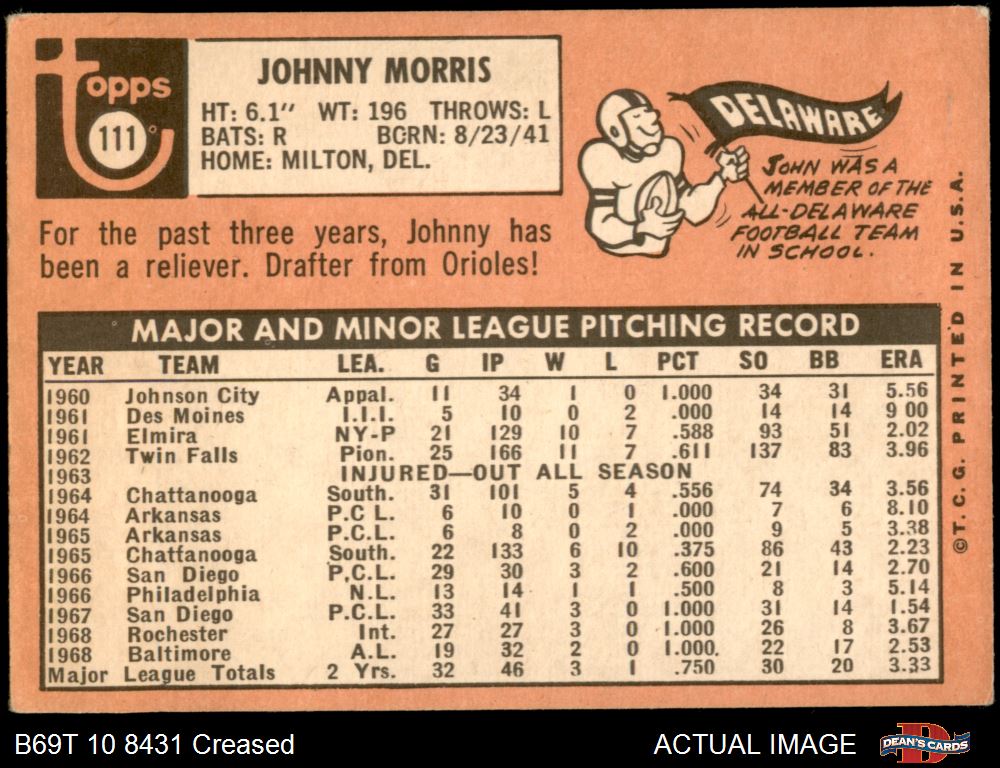 Topps
111
JOHNNY MORRIS
HT: 6.1" WT: 196 THROWS: L
BATS: R BORN: 8/23/41
HOME: MILTON, DEL.
DELAWARE
JOHN WAS A
MEMBER OF THE
ALL-DELAWARE
FOOTBALL TEAM
IN SCHOOL.
For the past three years, Johnny has
been a reliever. Drafter from Orioles!
MAJOR AND MINOR LEAGUE PITCHING RECORD
YEAR TEAM LEA. G IP W L PCT SO BB ERA
1960 Johnson City Appal. 11 34 1 0 1.000 34 31 5.56
1961 Des Moines I.I.I. 5 10 0 2 .000 14 14 9 00
1961 Elmira NY-P 21 129 10 7 .588 93 51 2.02
1962 Twin Falls Pion. 25 166 11 7 .611 137 83 3.96
1963 INJURED—OUT ALL SEASON
1964 Chattanooga South. 31 101 5 4 .556 74 34 3.56
1964 Arkansas P.C L. 6 10 0 1 .000 7 6 8.10
1965 Arkansas P.C.L. 6 8 0 2 .000 9 5 3.38
1965 Chattanooga South. 22 133 6 10 .375 86 43 2.23
1966 San Diego P.C.L. 29 30 3 2 .600 21 14 2.70
1966 Philadelphia N.L. 13 14 1 1 .500 8 3 5.14
1967 San Diego P.C.L. 33 41 3 0 1.000 31 14 1.54
1968 Rochester Int. 27 27 3 0 1.000 26 8 3.67
1968 Baltimore A.L. 19 32 2 0 1.000. 22 17 2.53
Major League Totals 2 Yrs. 32 46 3 1 .750 30 20 3.33
©T. C. G. PRINTED IN U.S.A.
B69T 10 8431 Creased
ACTUAL IMAGE
D
DEAN'S CARDS